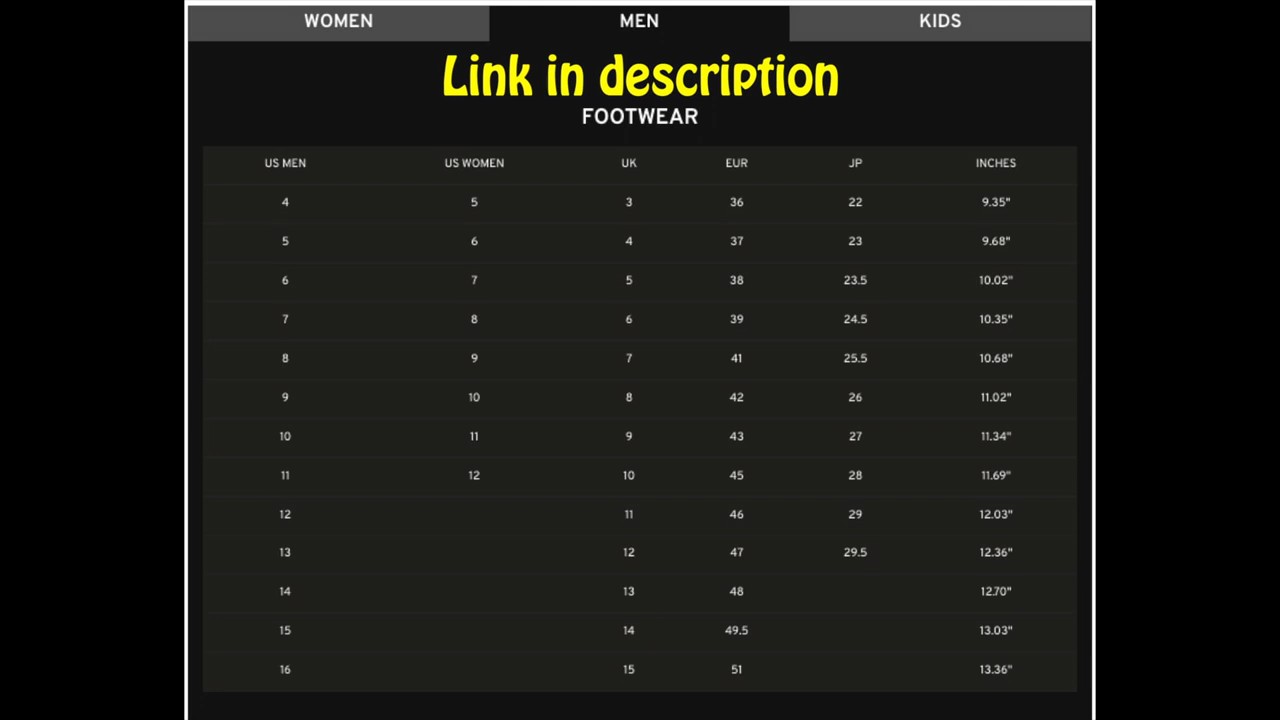 WOMEN MEN KIDS
Link in description
FOOTWEAR
US MEN US WOMEN UK EUR JP INCHES
4 5 3 36 22 9.35"
5 6 4 37 23 9.68"
6 7 5 38 23.5 10.02"
7 8 6 39 24.5 10.35"
8 9 7 41 25.5 10.68"
9 10 8 42 26 11.02"
10 11 9 43 27 11.34"
11 12 10 45 28 11.69"
12 11 46 29 12.03"
13 12 47 29.5 12.36"
14 13 48 12.70"
15 14 49.5 13.03"
16 15 51 13.36"